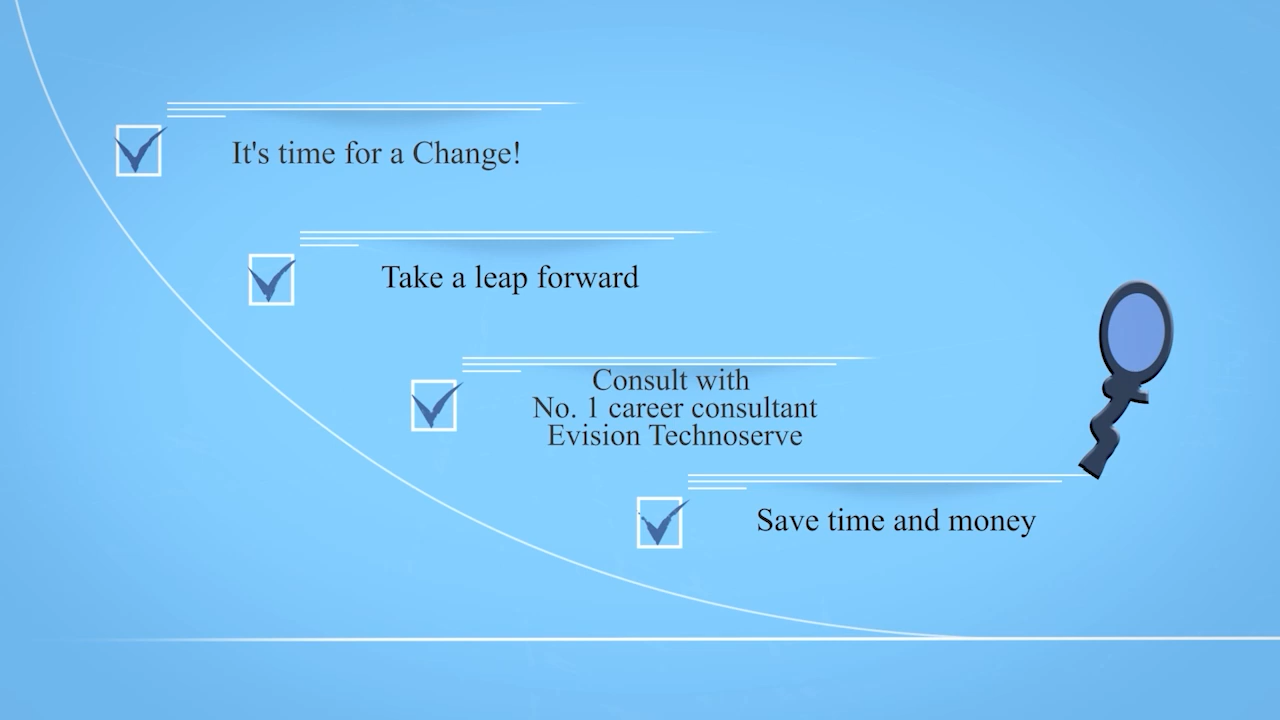 It's time for a Change!
Take a leap forward
Consult with
No. 1 career consultant
Evision Technoserve
Save time and money